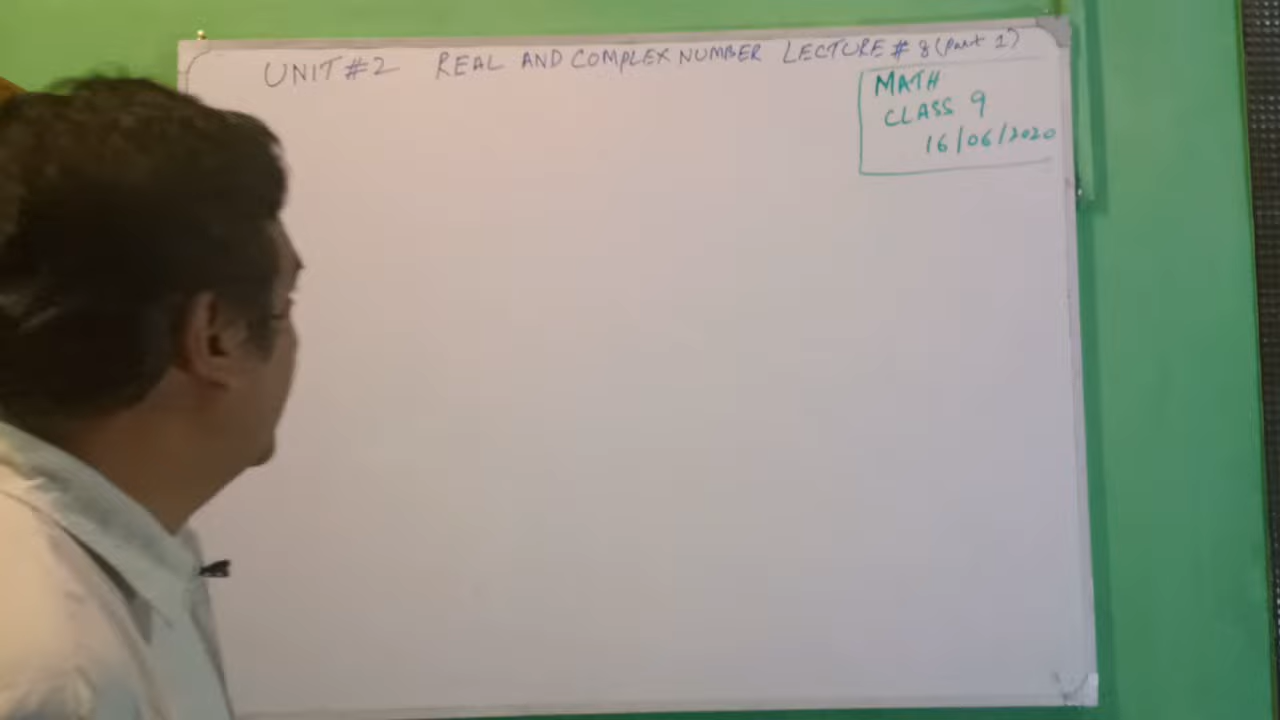 UNIT #2 REAL AND COMPLEX NUMBER LECTURE # 8 (Part 1)
MATH
CLASS 9
16/06/2020